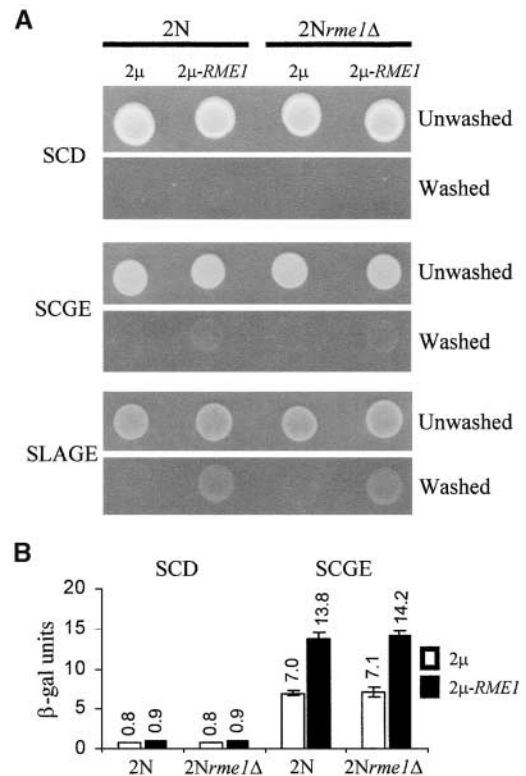 A
2N 2Nrme1Δ
2μ 2μ-RME1 2μ 2μ-RME1
SCD
Unwashed
Washed
SCGE
Unwashed
Washed
SLAGE
Unwashed
Washed
B
SCD SCGE
β-gal units
20
15
10
5
0
0.8 0.9 0.8 0.9 7.0 13.8 7.1 14.2
2N 2Nrme1Δ 2N 2Nrme1Δ
2μ
2μ-RME1